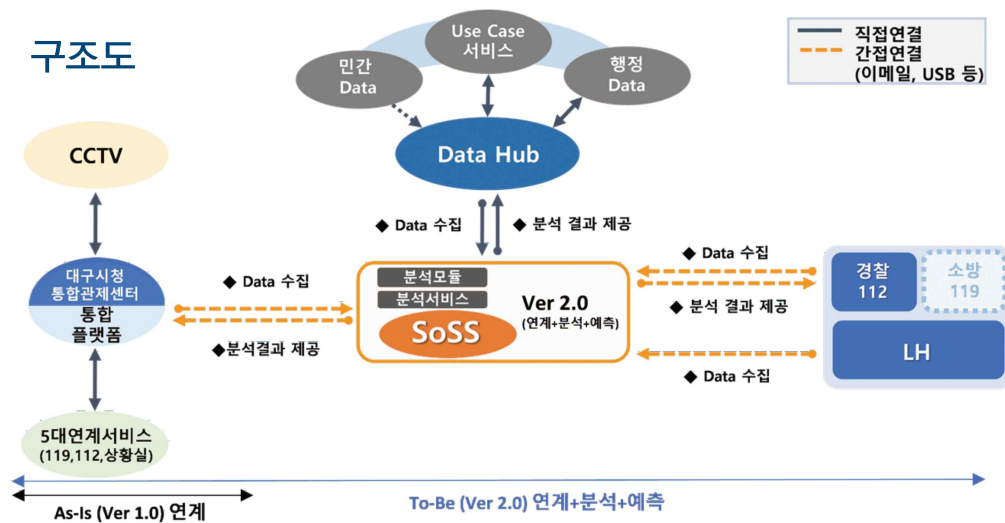 구조도
Use Case
서비스
민간
Data
행정
Data
직접연결
간접연결
(이메일, USB 등)
CCTV
Data Hub
◆ Data 수집
◆ 분석 결과 제공
대구시청
통합관제센터
통합
플랫폼
◆ Data 수집
◆분석결과 제공
분석모듈
분석서비스
SoSS
Ver 2.0
(연계+분석+예측)
◆ Data 수집
◆ 분석 결과 제공
◆ Data 수집
경찰
112
소방
119
LH
5대연계서비스
(119,112,상황실)
As-Is (Ver 1.0) 연계
To-Be (Ver 2.0) 연계+분석+예측